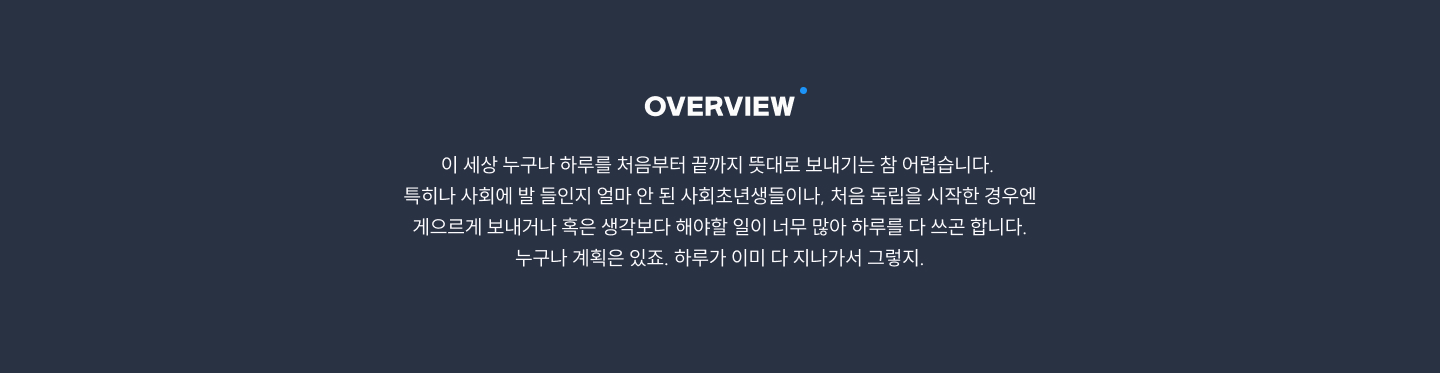 OVERVIEW
이 세상 누구나 하루를 처음부터 끝까지 뜻대로 보내기는 참 어렵습니다.
특히나 사회에 발 들인지 얼마 안 된 사회초년생들이나, 처음 독립을 시작한 경우엔
게으르게 보내거나 혹은 생각보다 해야할 일이 너무 많아 하루를 다 쓰곤 합니다.
누구나 계획은 있죠. 하루가 이미 다 지나가서 그렇지.